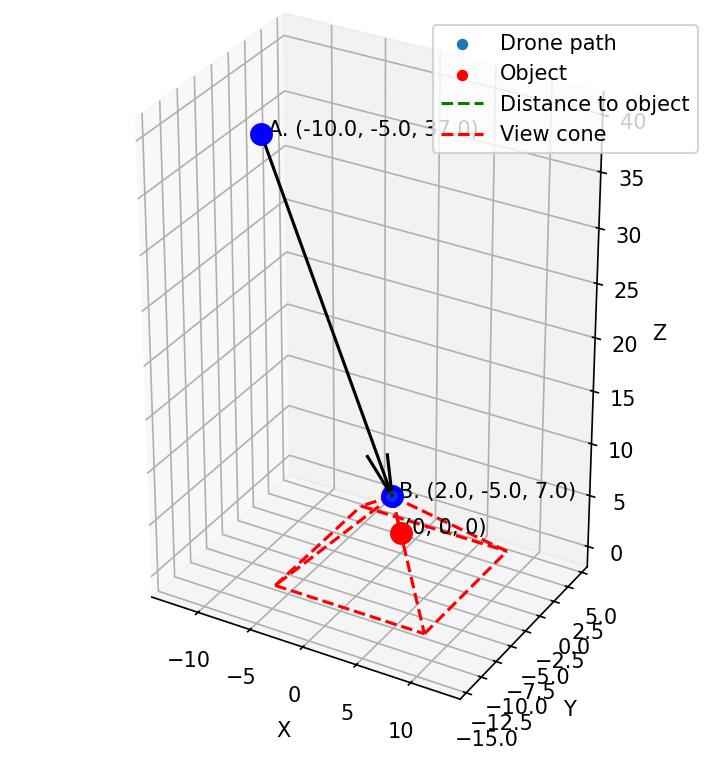 Drone path
Object
Distance to object
View cone
A. (-10.0, -5.0, 37.0)
B. (2.0, -5.0, 7.0)
(0, 0, 0)
40
35
30
25
20
15
10
5
0
Z
−10
−5
0
5
10
X
5.0
2.5
0.0
−2.5
−5.0
−7.5
−10.0
−12.5
−15.0
Y